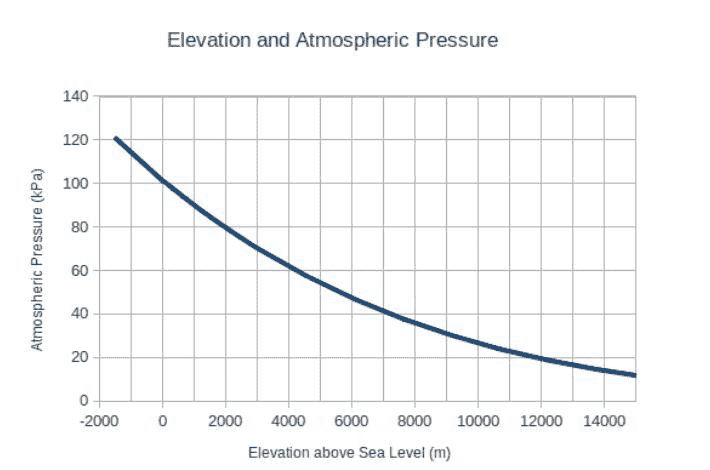 Elevation and Atmospheric Pressure
140
120
100
80
60
40
20
0
Atmospheric Pressure (kPa)
-2000 0 2000 4000 6000 8000 10000 12000 14000
Elevation above Sea Level (m)